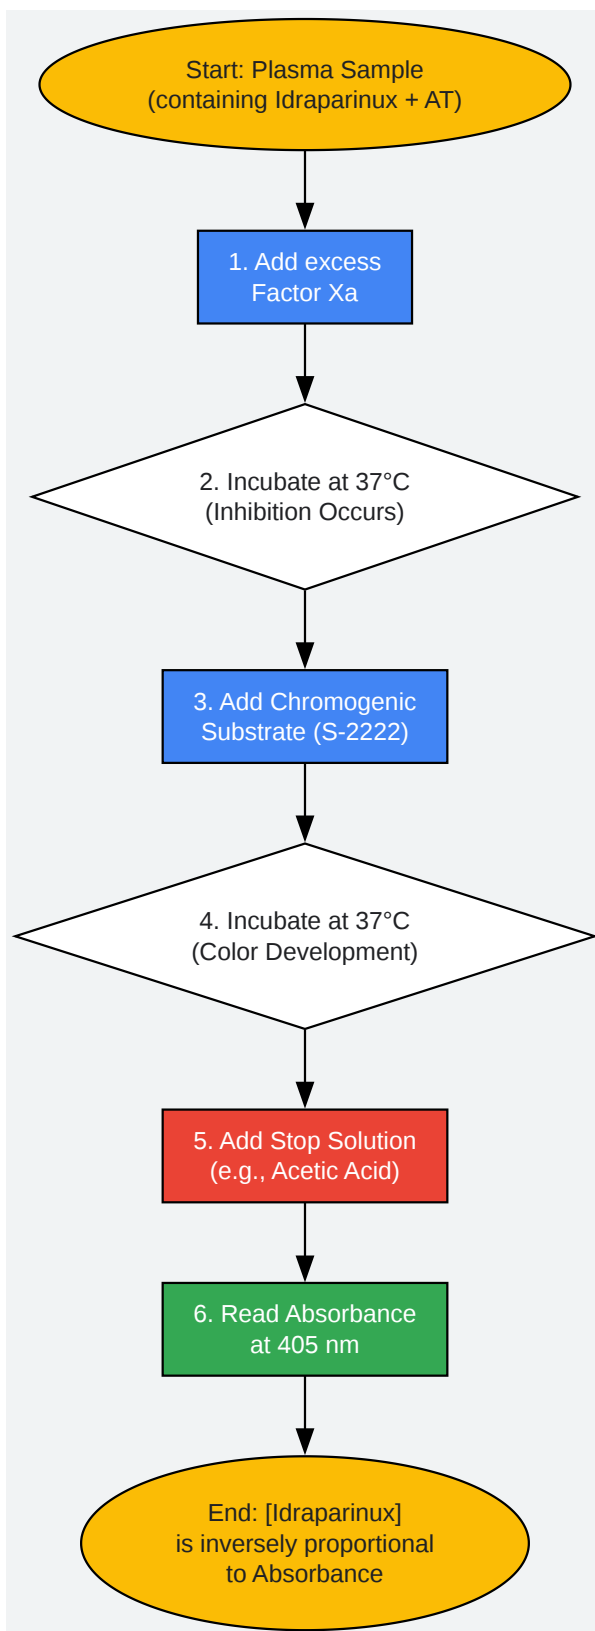 Start: Plasma Sample
(containing Idraparinux + AT)
1. Add excess
Factor Xa
2. Incubate at 37°C
(Inhibition Occurs)
3. Add Chromogenic
Substrate (S-2222)
4. Incubate at 37°C
(Color Development)
5. Add Stop Solution
(e.g., Acetic Acid)
6. Read Absorbance
at 405 nm
End: [Idraparinux]
is inversely proportional
to Absorbance